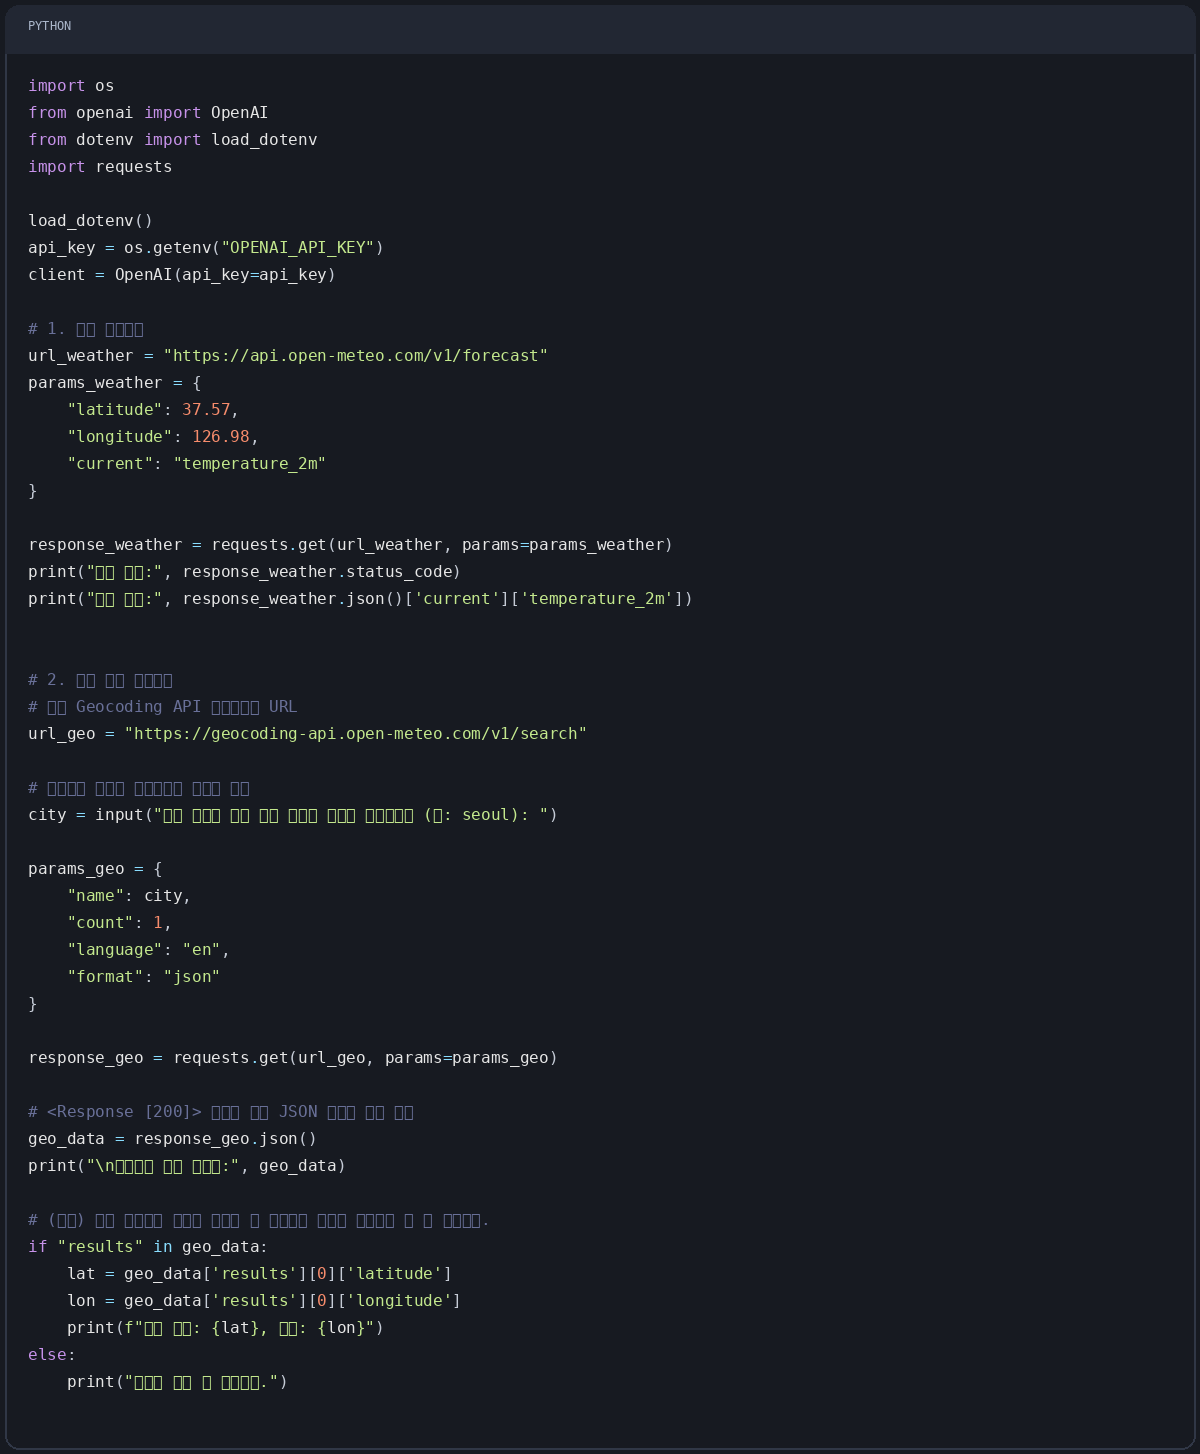 PYTHON
import os
from openai import OpenAI
from dotenv import load_dotenv
import requests
load_dotenv()
api_key = os.getenv("OPENAI_API_KEY")
client = OpenAI(api_key=api_key)
# 1.
url_weather = "https://api.open-meteo.com/v1/forecast"
params_weather = {
    "latitude": 37.57,
    "longitude": 126.98,
    "current": "temperature_2m"
}
response_weather = requests.get(url_weather, params=params_weather)
print(" :", response_weather.status_code)
print(" :", response_weather.json()['current']['temperature_2m'])
# 2.
# Geocoding API URL
url_geo = "https://geocoding-api.open-meteo.com/v1/search"
#
city = input(" ( : seoul): ")
params_geo = {
    "name": city,
    "count": 1,
    "language": "en",
    "format": "json"
}
response_geo = requests.get(url_geo, params=params_geo)
# <Response [200]> JSON
geo_data = response_geo.json()
print("\n :", geo_data)
# ( ) .
if "results" in geo_data:
    lat = geo_data['results'][0]['latitude']
    lon = geo_data['results'][0]['longitude']
    print(f" : {lat}, : {lon}")
else:
    print(" .")